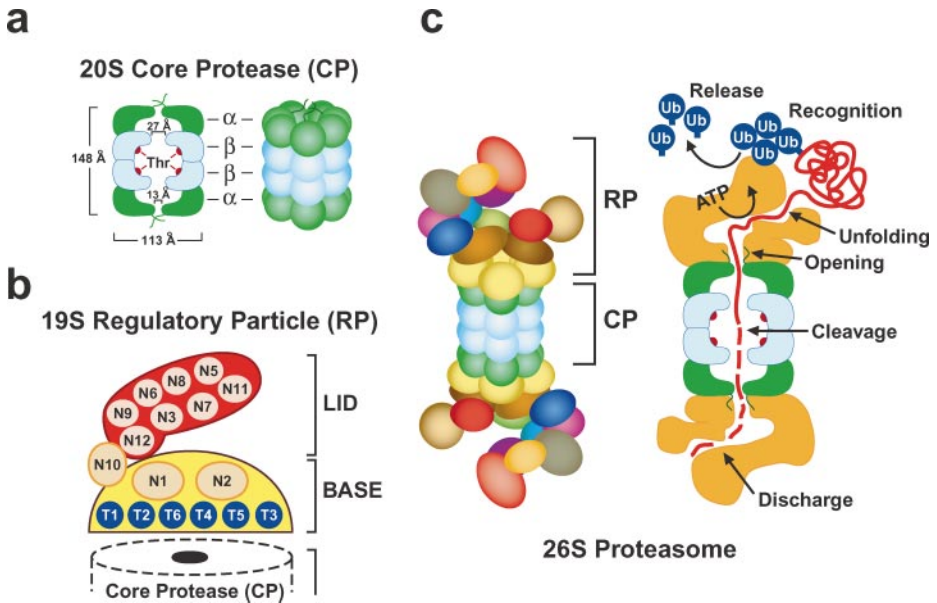 a
20S Core Protease (CP)
27 Å
148 Å
Thr
13 Å
113 Å
α
β
β
α
b
19S Regulatory Particle (RP)
N5
N8
N6
N11
N9
N3
N7
N12
N10
N1
N2
T1 T2 T6 T4 T5 T3
LID
BASE
Core Protease (CP)
c
Release
Recognition
Ub
Ub
Ub
Ub
Ub
Ub
Ub
ATP
RP
Unfolding
Opening
CP
Cleavage
Discharge
26S Proteasome